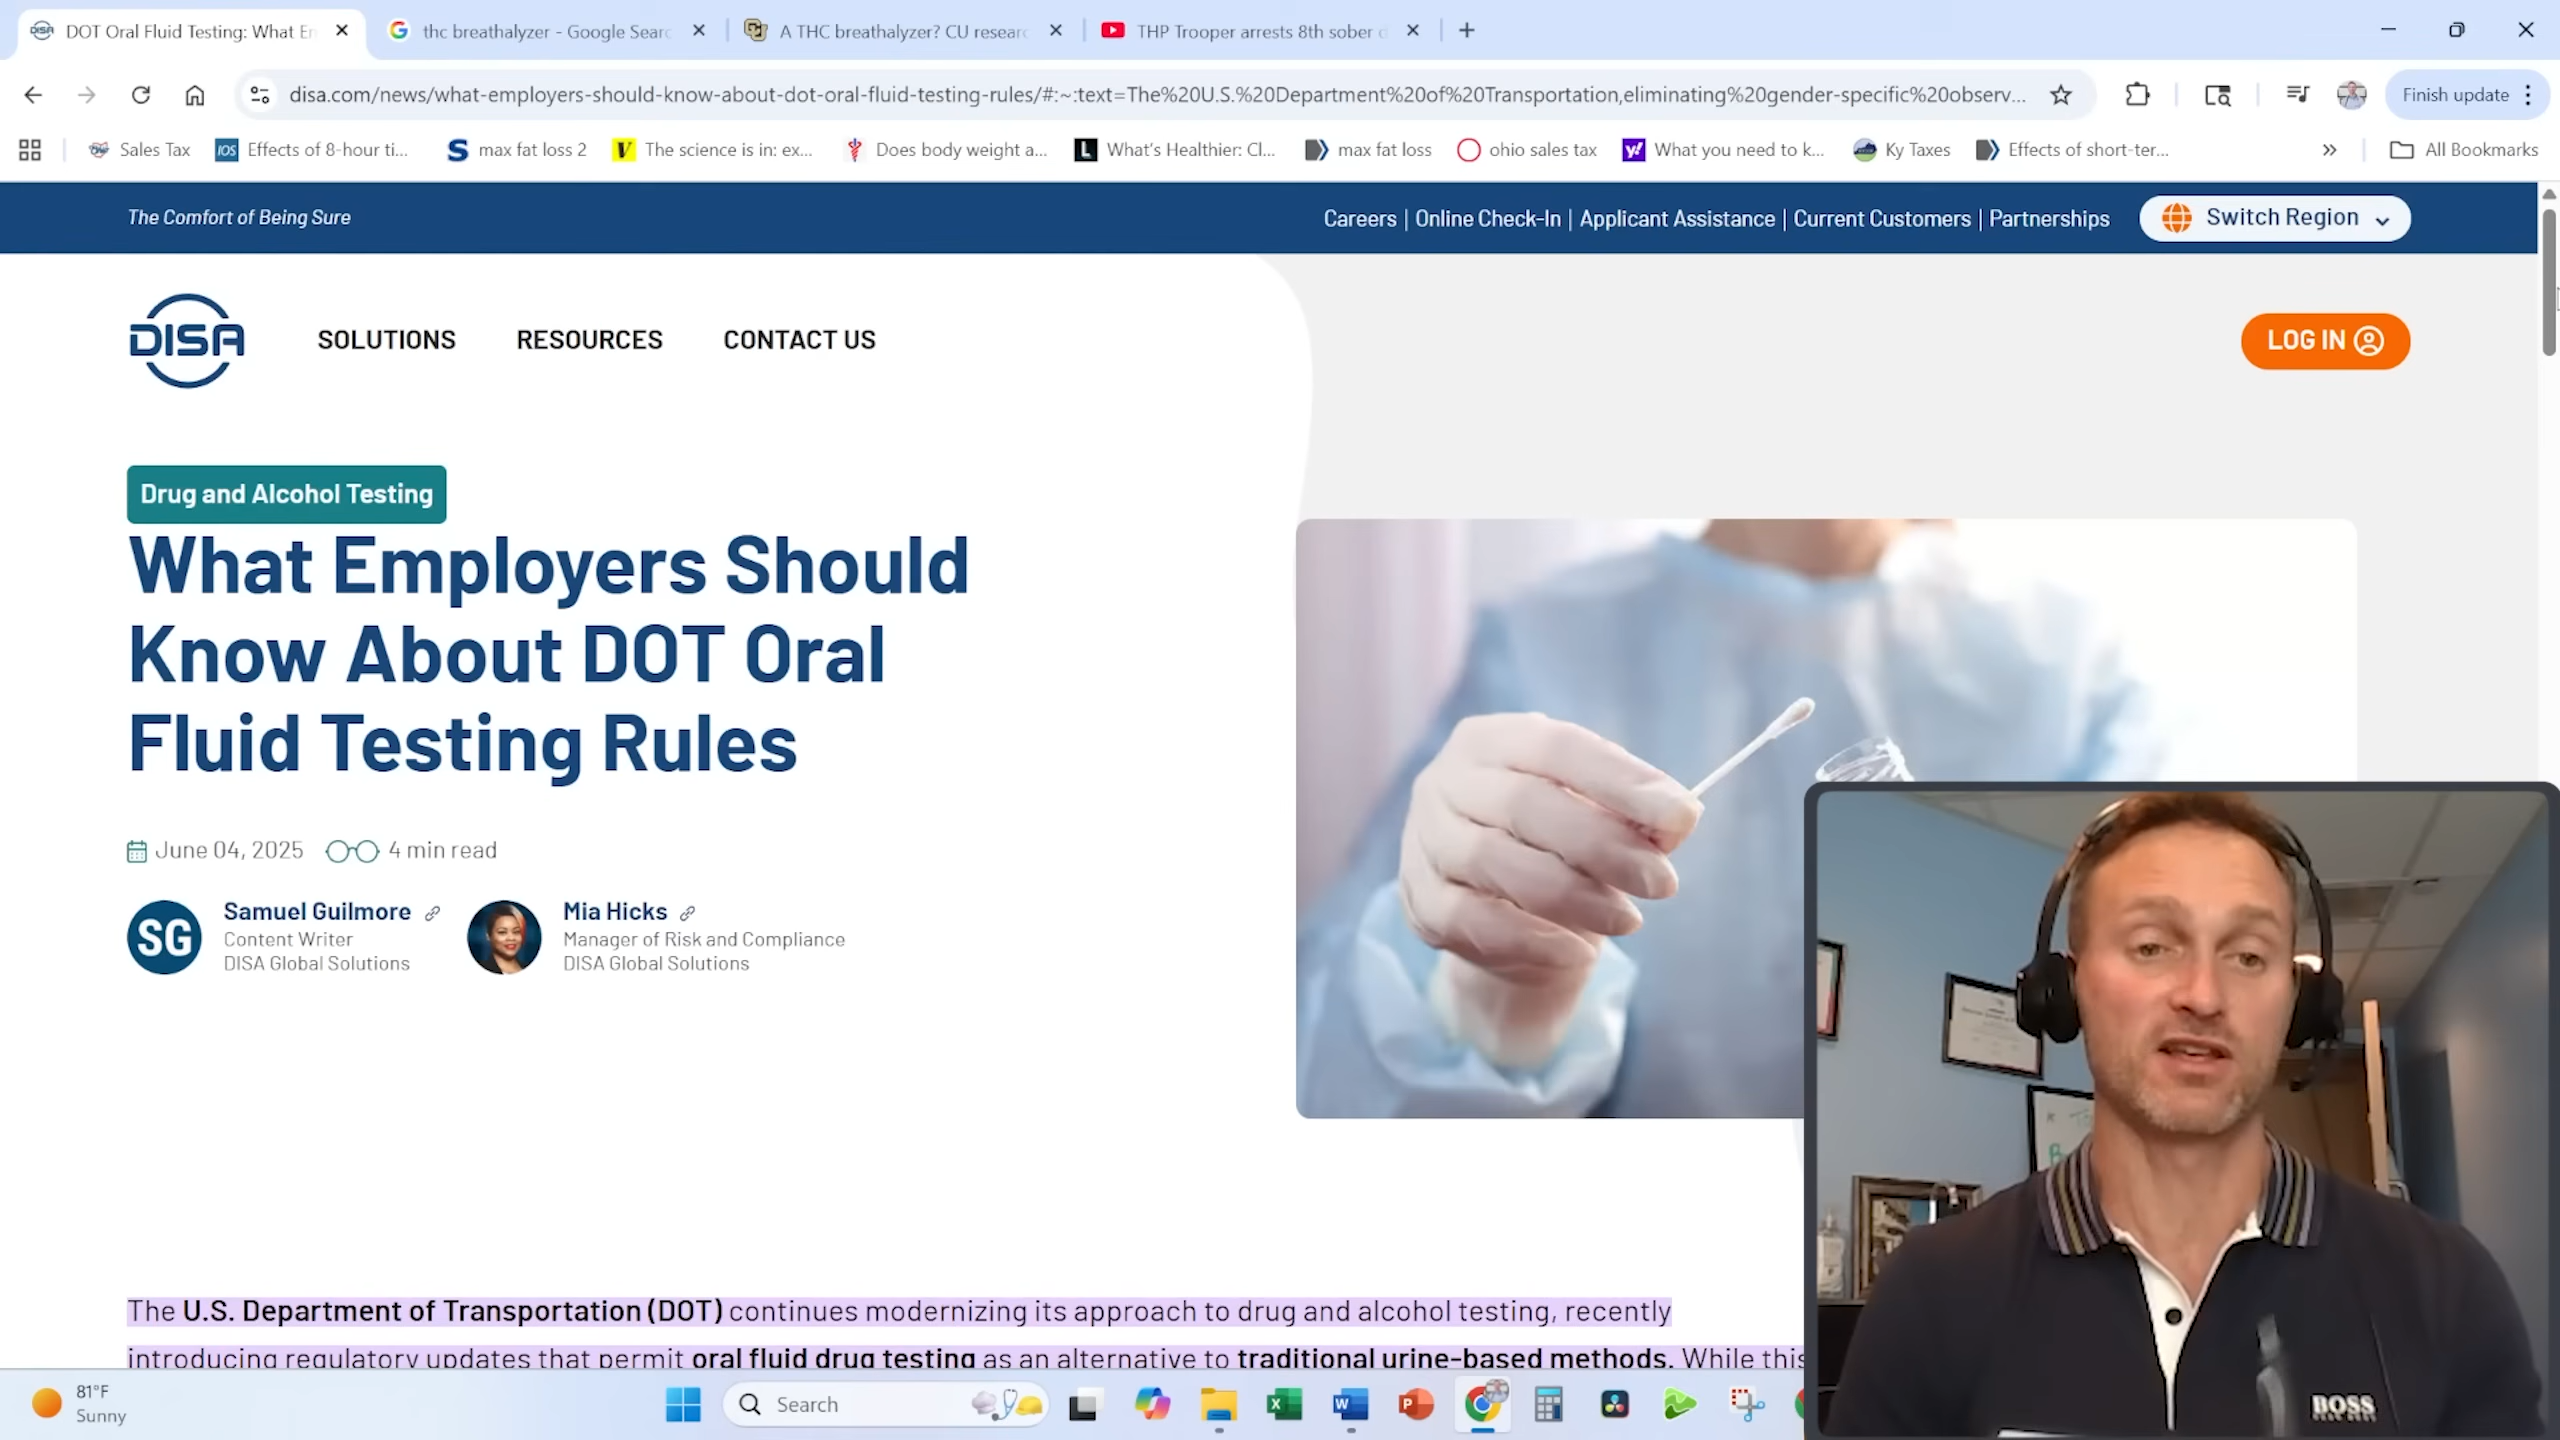 DISA
DOT Oral Fluid Testing: What Em
thc breathalyzer - Google Searc
A THC breathalyzer? CU researc
THP Trooper arrests 8th sober d
disa.com/news/what-employers-should-know-about-dot-oral-fluid-testing-rules/#:~:text=The%20U.S.%20Department%20of%20Transportation,eliminating%20gender-specific%20observ...
Finish update
Sales Tax
IOS
Effects of 8-hour ti...
S
max fat loss 2
V
The science is in: ex...
Does body weight a...
L
What's Healthier: Cl...
max fat loss
ohio sales tax
y!
What you need to k...
Ky Taxes
Effects of short-ter...
All Bookmarks
The Comfort of Being Sure
Careers | Online Check-In | Applicant Assistance | Current Customers | Partnerships
Switch Region
DISA
SOLUTIONS
RESOURCES
CONTACT US
LOG IN
Drug and Alcohol Testing
What Employers Should
Know About DOT Oral
Fluid Testing Rules
June 04, 2025
4 min read
SG
Samuel Guilmore
Content Writer
DISA Global Solutions
Mia Hicks
Manager of Risk and Compliance
DISA Global Solutions
The U.S. Department of Transportation (DOT) continues modernizing its approach to drug and alcohol testing, recently
introducing regulatory updates that permit oral fluid drug testing as an alternative to traditional urine-based methods. While this
BOSS
81°F
Sunny
Search
X
W
P